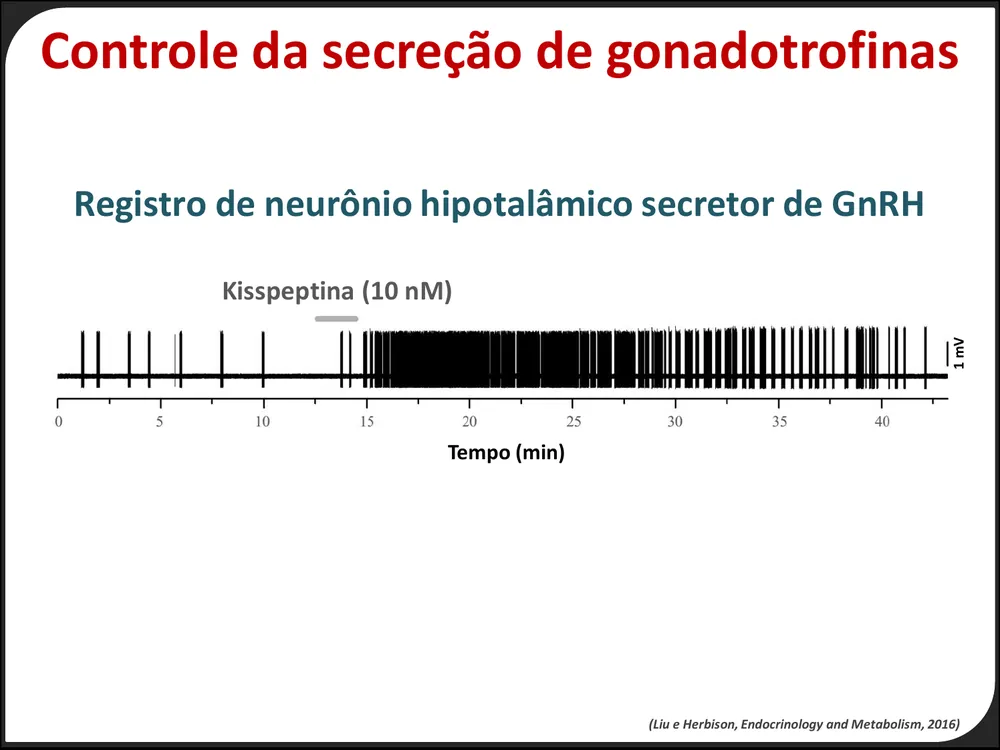 Controle da secreção de gonadotrofinas
Registro de neurônio hipotalâmico secretor de GnRH
Kisspeptina (10 nM)
1 mV
0 5 10 15 20 25 30 35 40
Tempo (min)
(Liu e Herbison, Endocrinology and Metabolism, 2016)